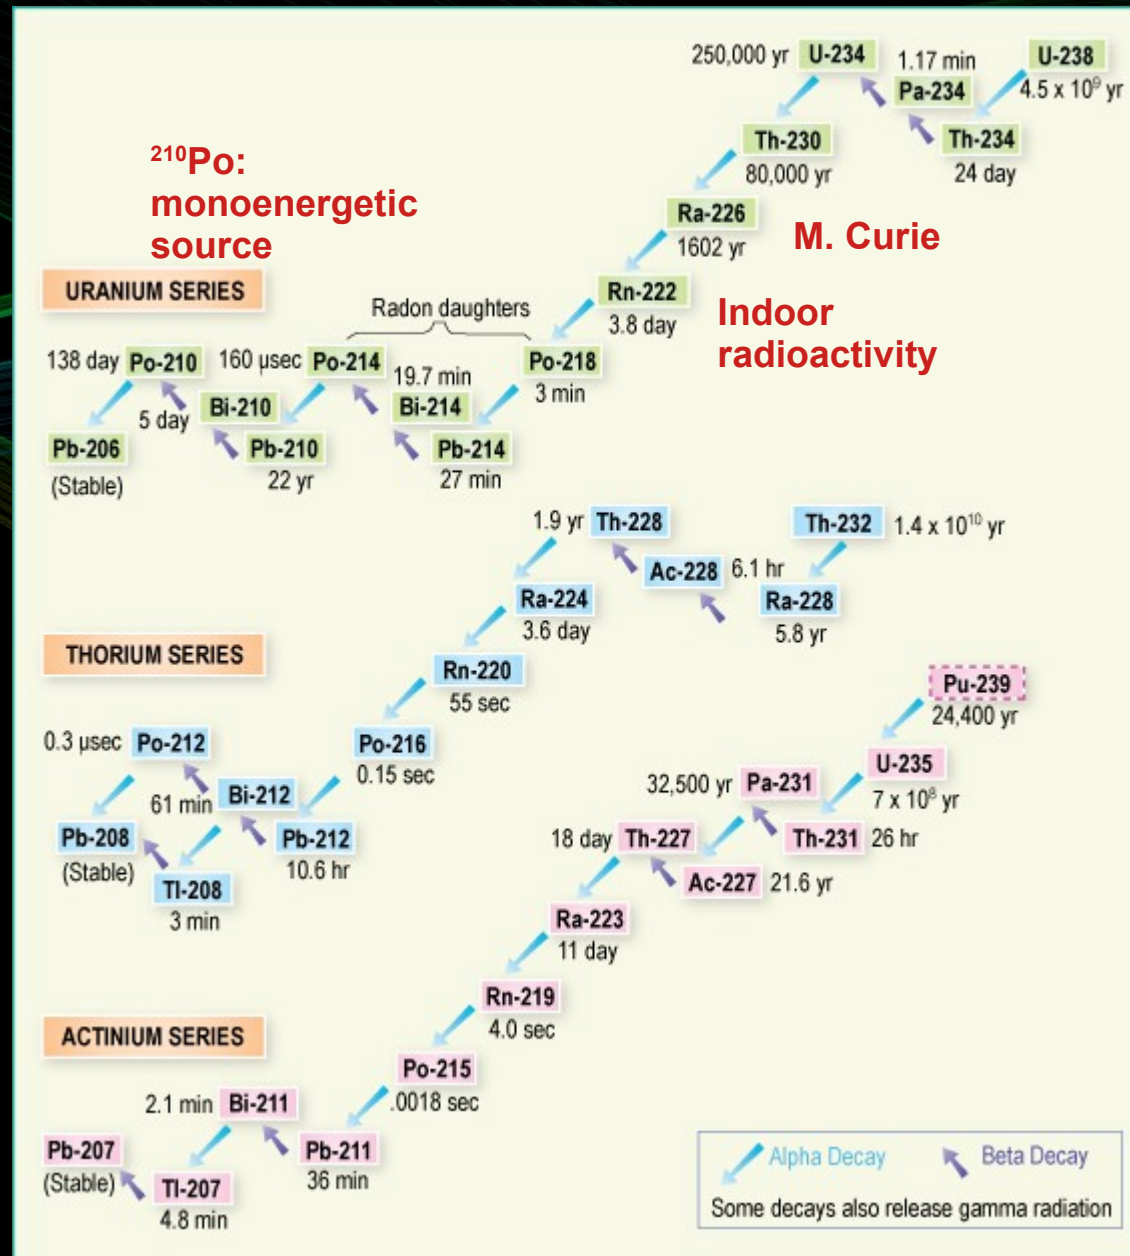 250,000 yr U-234 1.17 min U-238
Pa-234 4.5 x 10⁹ yr
Th-230 Th-234
80,000 yr 24 day
²¹⁰Po:
monoenergetic
source
Ra-226
1602 yr
M. Curie
URANIUM SERIES
Rn-222
3.8 day
Indoor
radioactivity
Radon daughters
138 day Po-210 160 µsec Po-214 Po-218
19.7 min 3 min
5 day Bi-210 Bi-214
Pb-206 Pb-210 Pb-214
(Stable) 22 yr 27 min
1.9 yr Th-228 Th-232 1.4 x 10¹⁰ yr
Ac-228 6.1 hr
Ra-224 Ra-228
3.6 day 5.8 yr
THORIUM SERIES
Rn-220
55 sec
Pu-239
24,400 yr
0.3 µsec Po-212 Po-216
0.15 sec
U-235
7 x 10⁸ yr
32,500 yr Pa-231
61 min Bi-212
Pb-208 Pb-212
(Stable) 10.6 hr
18 day Th-227 Th-231 26 hr
Tl-208
3 min
Ac-227 21.6 yr
Ra-223
11 day
Rn-219
4.0 sec
ACTINIUM SERIES
Po-215
.0018 sec
2.1 min Bi-211
Pb-207 Pb-211
(Stable) 36 min
Tl-207
4.8 min
Alpha Decay Beta Decay
Some decays also release gamma radiation